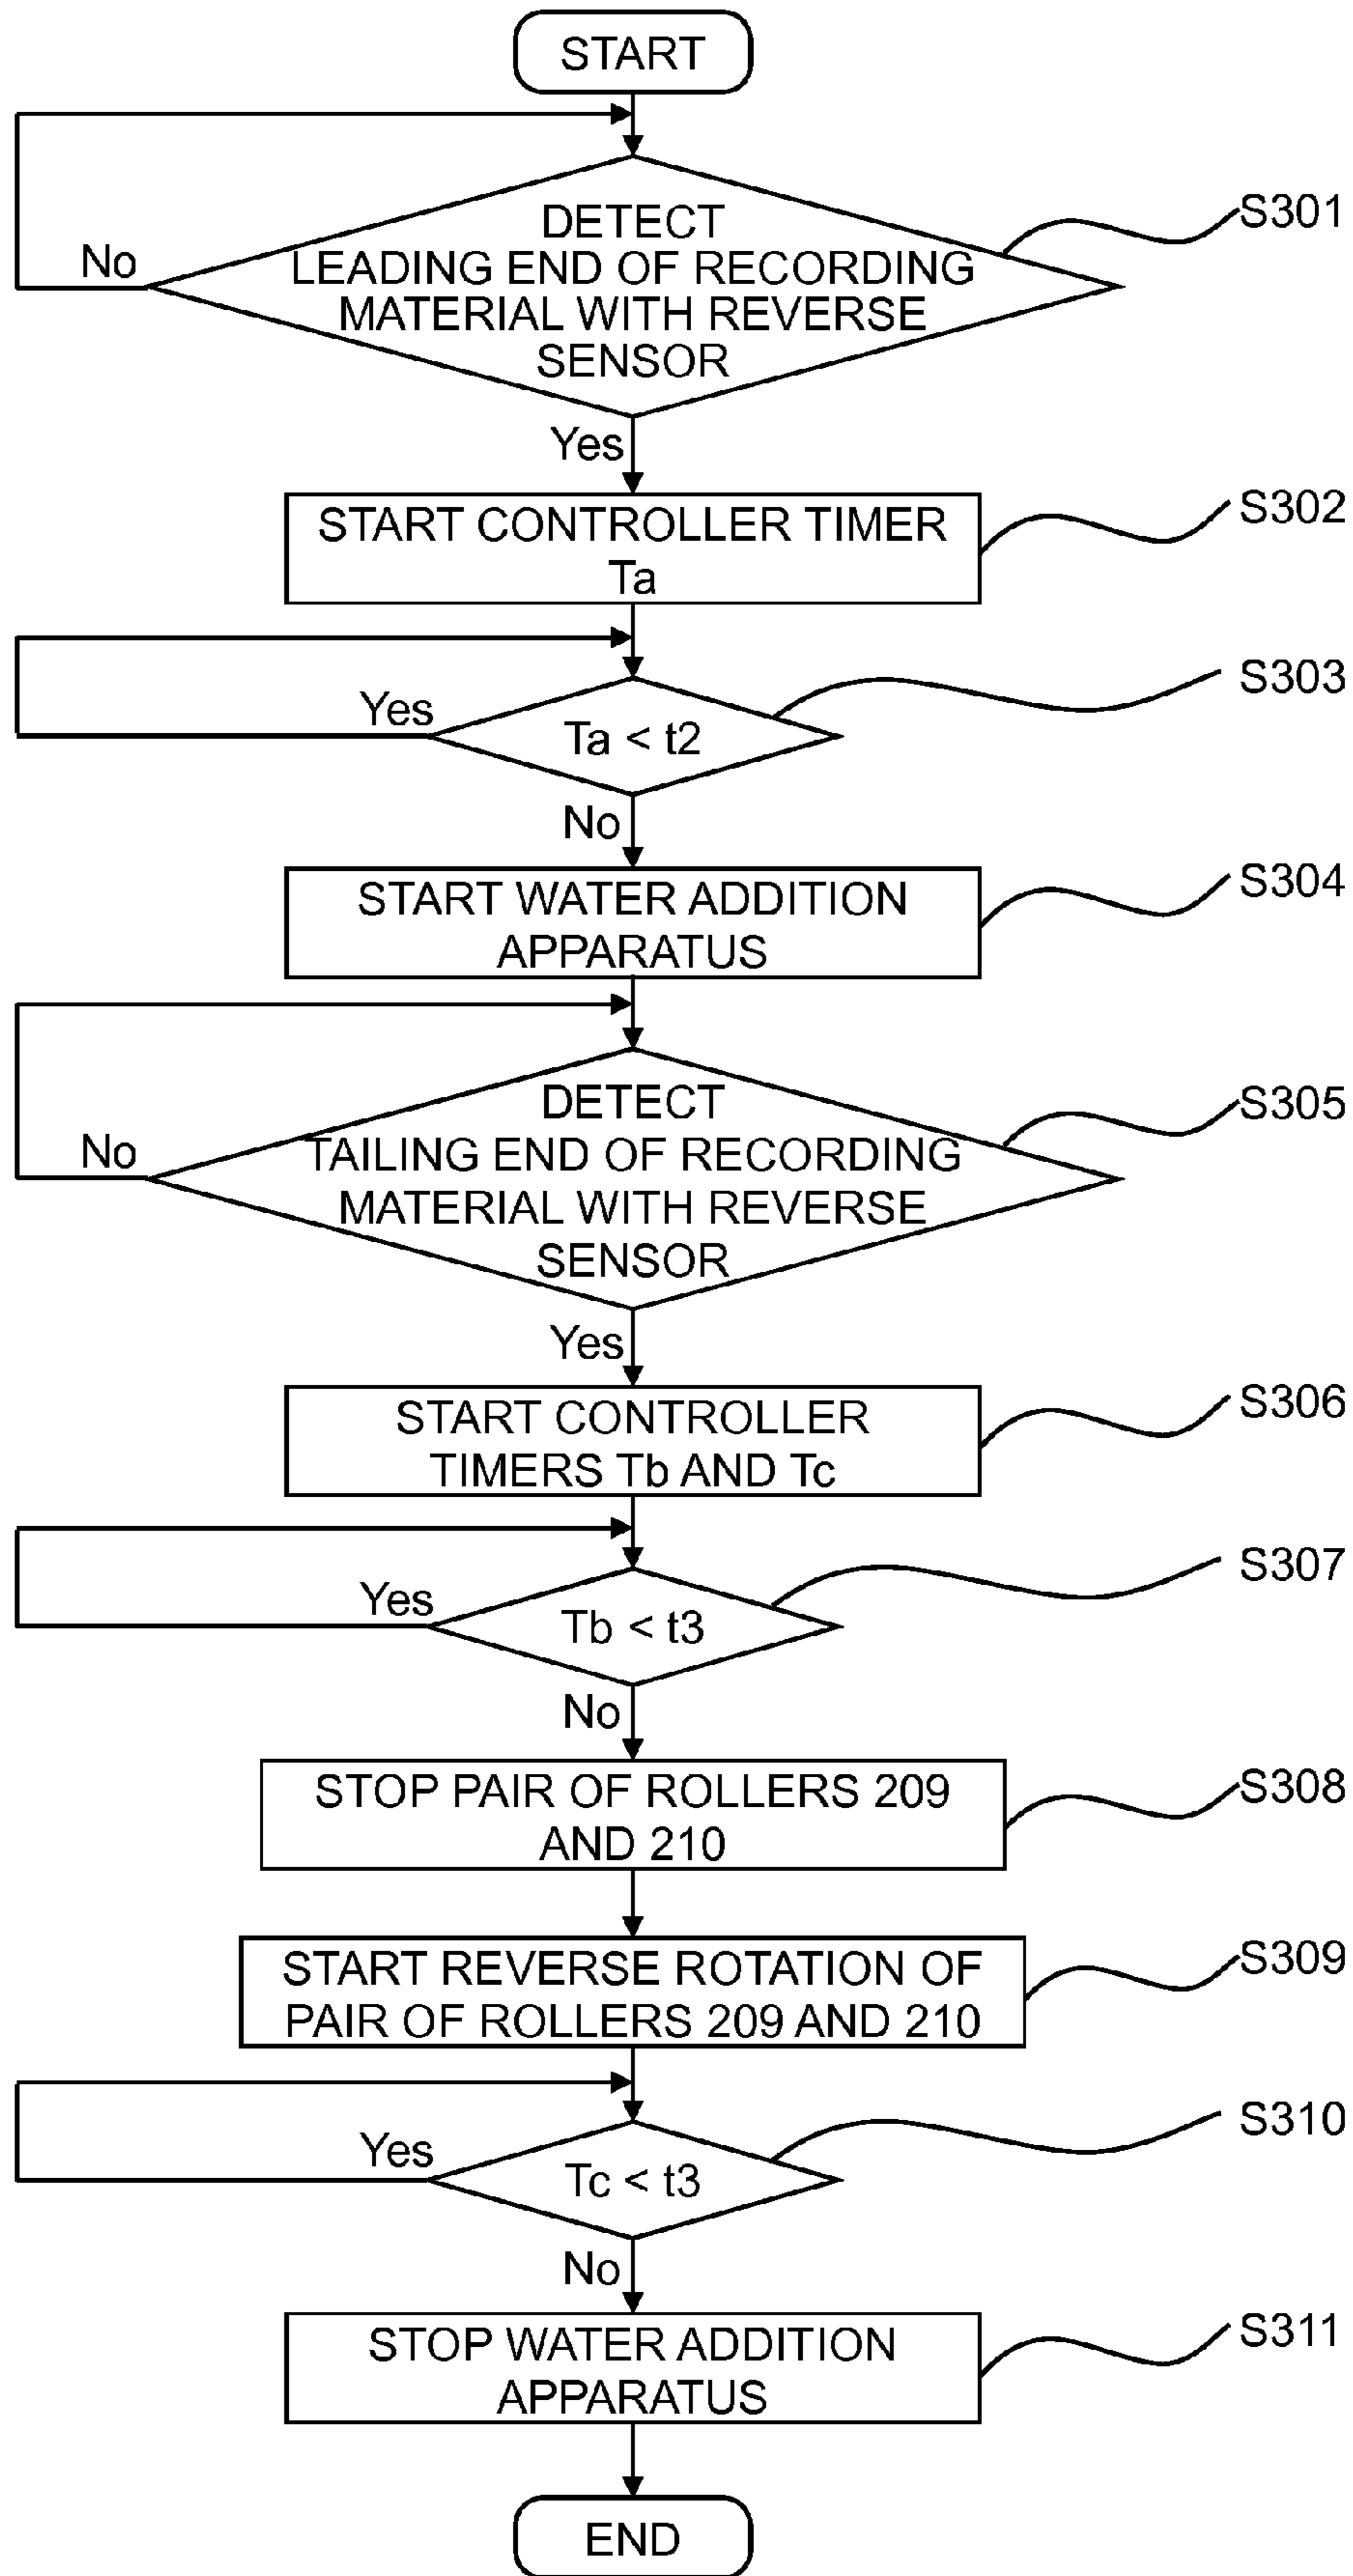 START
DETECT
LEADING END OF RECORDING
MATERIAL WITH REVERSE
SENSOR
S301
No
Yes
START CONTROLLER TIMER
Ta
S302
Ta < t2
S303
Yes
No
START WATER ADDITION
APPARATUS
S304
DETECT
TAILING END OF RECORDING
MATERIAL WITH REVERSE
SENSOR
S305
No
Yes
START CONTROLLER
TIMERS Tb AND Tc
S306
Tb < t3
S307
Yes
No
STOP PAIR OF ROLLERS 209
AND 210
S308
START REVERSE ROTATION OF
PAIR OF ROLLERS 209 AND 210
S309
Tc < t3
S310
Yes
No
STOP WATER ADDITION
APPARATUS
S311
END